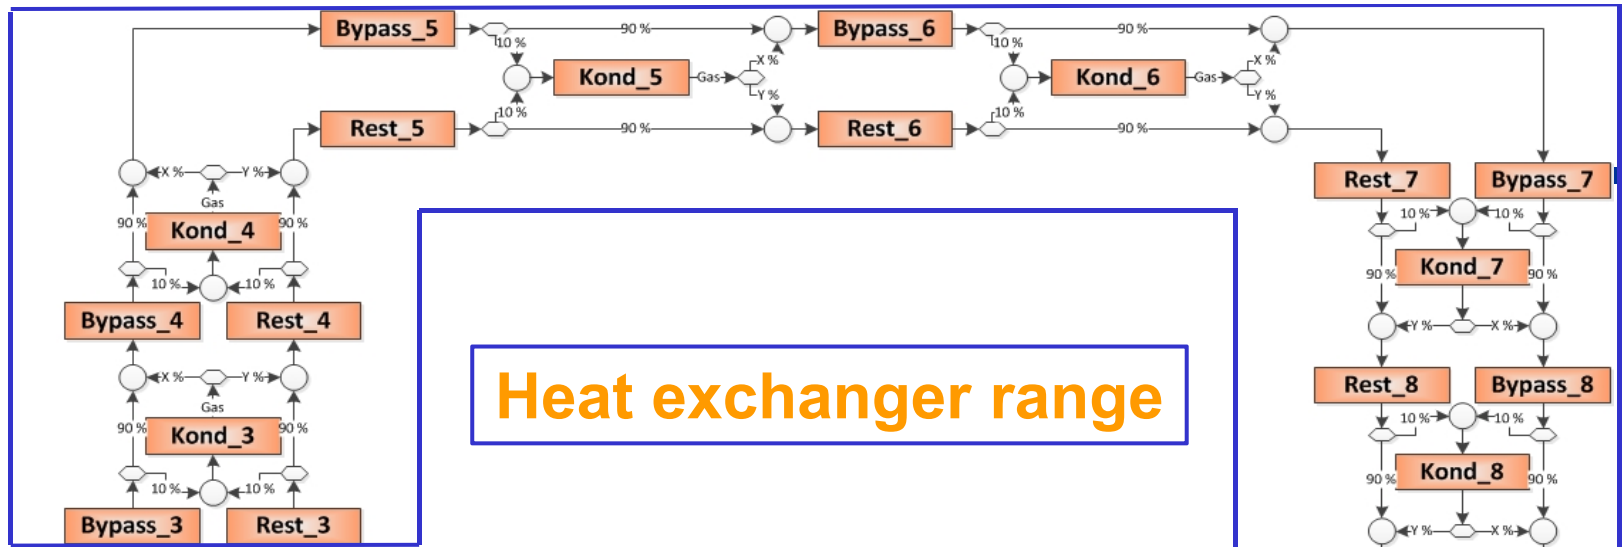 Bypass_5
90 %
Bypass_6
90 %
10 %
10 %
X %
X %
Kond_5
Gas
Kond_6
Gas
Y %
Y %
10 %
10 %
Rest_5
90 %
Rest_6
90 %
X %
Y %
Rest_7
Bypass_7
Gas
90 %
90 %
10 %
10 %
Kond_4
Kond_7
90 %
90 %
10 %
10 %
Bypass_4
Rest_4
Y %
X %
X %
Y %
Rest_8
Bypass_8
Heat exchanger range
Gas
90 %
90 %
10 %
10 %
Kond_3
Kond_8
90 %
90 %
10 %
10 %
Bypass_3
Rest_3
Y %
X %